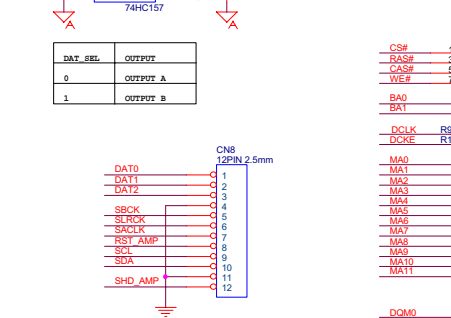 74HC157
A
A
DAT_SEL OUTPUT
0 OUTPUT A
1 OUTPUT B
CN8
12PIN 2.5mm
DAT0 1
DAT1 2
DAT2 3
4
SBCK 5
SLRCK 6
SACLK 7
RST_AMP 8
SCL 9
SDA 10
11
SHD_AMP 12
CS#
RAS#
CAS#
WE#
BA0
BA1
DCLK R9
DCKE R1
MA0
MA1
MA2
MA3
MA4
MA5
MA6
MA7
MA8
MA9
MA10
MA11
DQM0